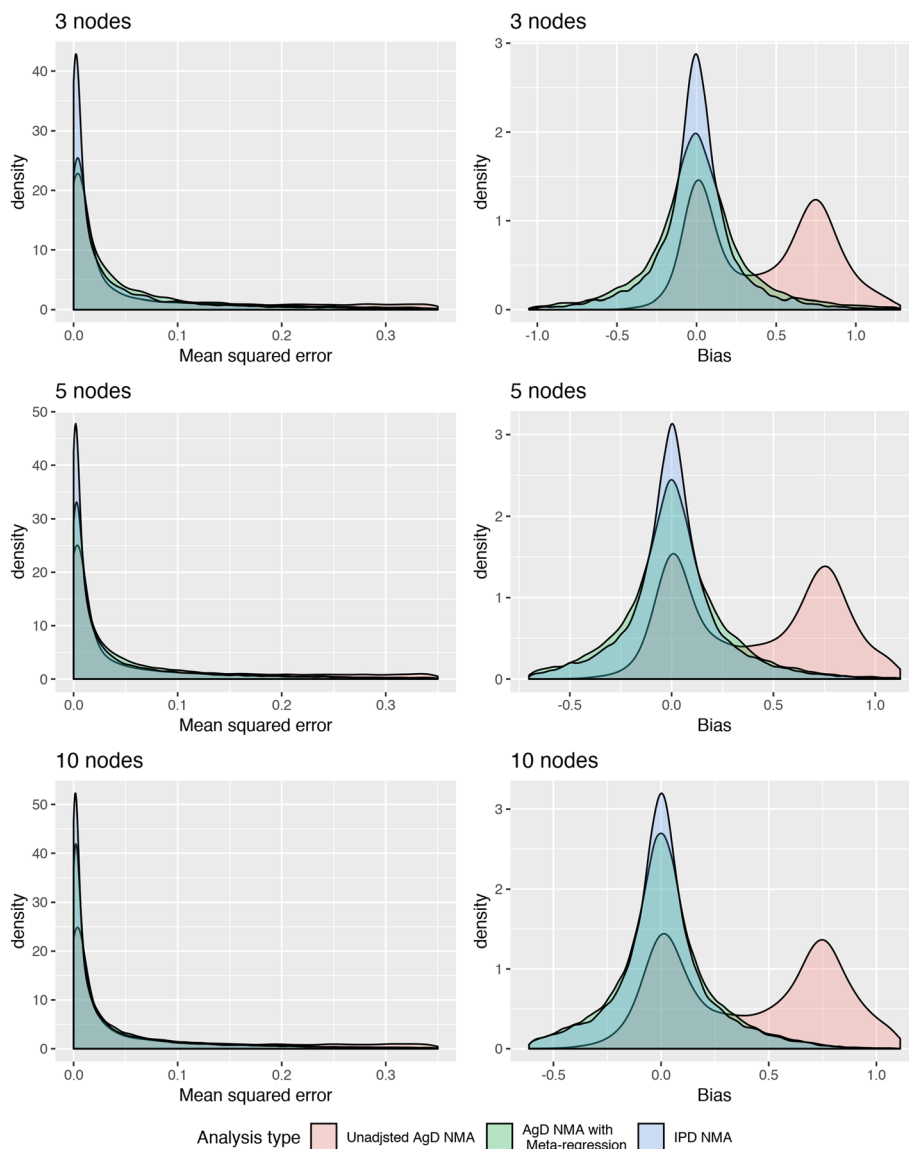 3 nodes
40
30
20
10
0
density
0.0 0.1 0.2 0.3
Mean squared error
3 nodes
3
2
1
0
density
-1.0 -0.5 0.0 0.5 1.0
Bias
5 nodes
50
40
30
20
10
0
density
0.0 0.1 0.2 0.3
Mean squared error
5 nodes
3
2
1
0
density
-0.5 0.0 0.5 1.0
Bias
10 nodes
50
40
30
20
10
0
density
0.0 0.1 0.2 0.3
Mean squared error
10 nodes
3
2
1
0
density
-0.5 0.0 0.5 1.0
Bias
Analysis type
Unadjsted AgD NMA
AgD NMA with
Meta-regression
IPD NMA